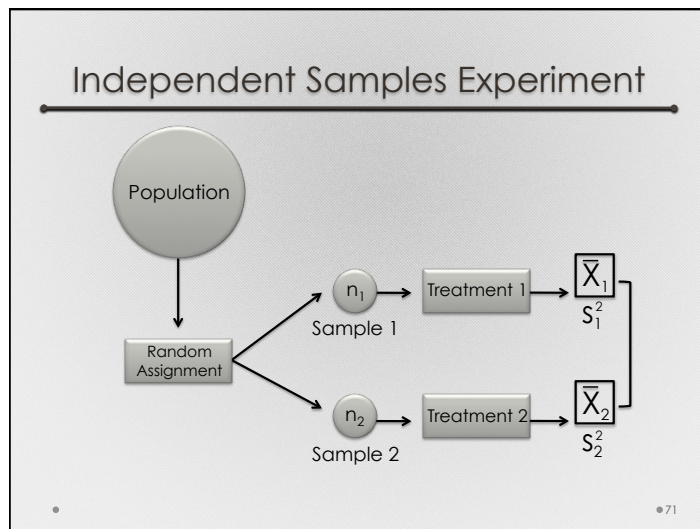 Independent Samples Experiment
Population
Random
Assignment
n₁
Sample 1
Treatment 1
X̅₁
S₁²
n₂
Sample 2
Treatment 2
X̅₂
S₂²
71